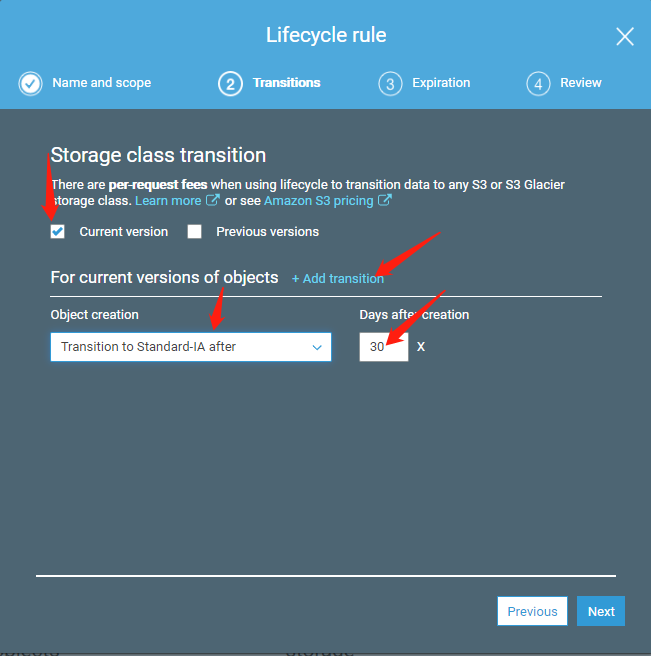 Lifecycle rule
Name and scope 2 Transitions 3 Expiration 4 Review
Storage class transition
There are per-request fees when using lifecycle to transition data to any S3 or S3 Glacier
storage class. Learn more or see Amazon S3 pricing
Current version Previous versions
For current versions of objects + Add transition
Object creation Days after creation
Transition to Standard-IA after 30 X
Previous Next